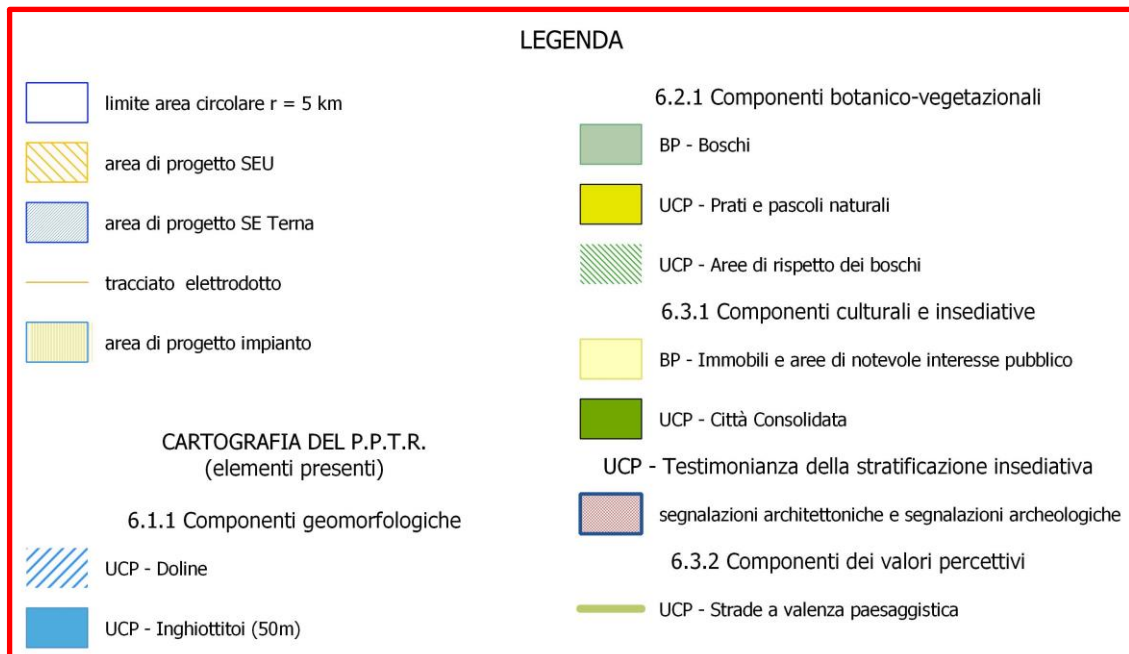 LEGENDA
limite area circolare r = 5 km
area di progetto SEU
area di progetto SE Terna
tracciato elettrodotto
area di progetto impianto
CARTOGRAFIA DEL P.P.T.R.
(elementi presenti)
6.1.1 Componenti geomorfologiche
UCP - Doline
UCP - Inghiottitoi (50m)
6.2.1 Componenti botanico-vegetazionali
BP - Boschi
UCP - Prati e pascoli naturali
UCP - Aree di rispetto dei boschi
6.3.1 Componenti culturali e insediative
BP - Immobili e aree di notevole interesse pubblico
UCP - Città Consolidata
UCP - Testimonianza della stratificazione insediativa
segnalazioni architettoniche e segnalazioni archeologiche
6.3.2 Componenti dei valori percettivi
UCP - Strade a valenza paesaggistica